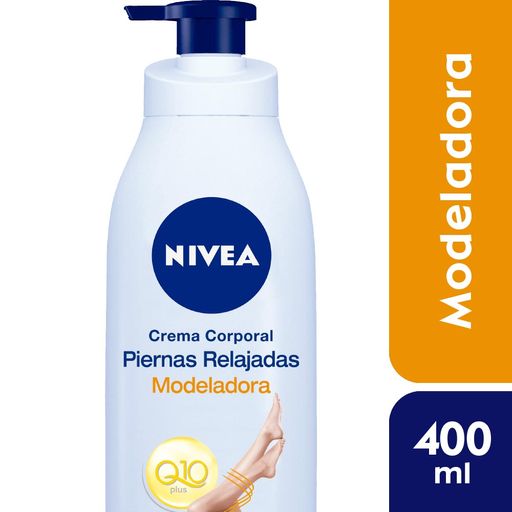 NIVEA
Crema Corporal
Piernas Relajadas
Modeladora
Q10
plus
Modeladora
400
ml